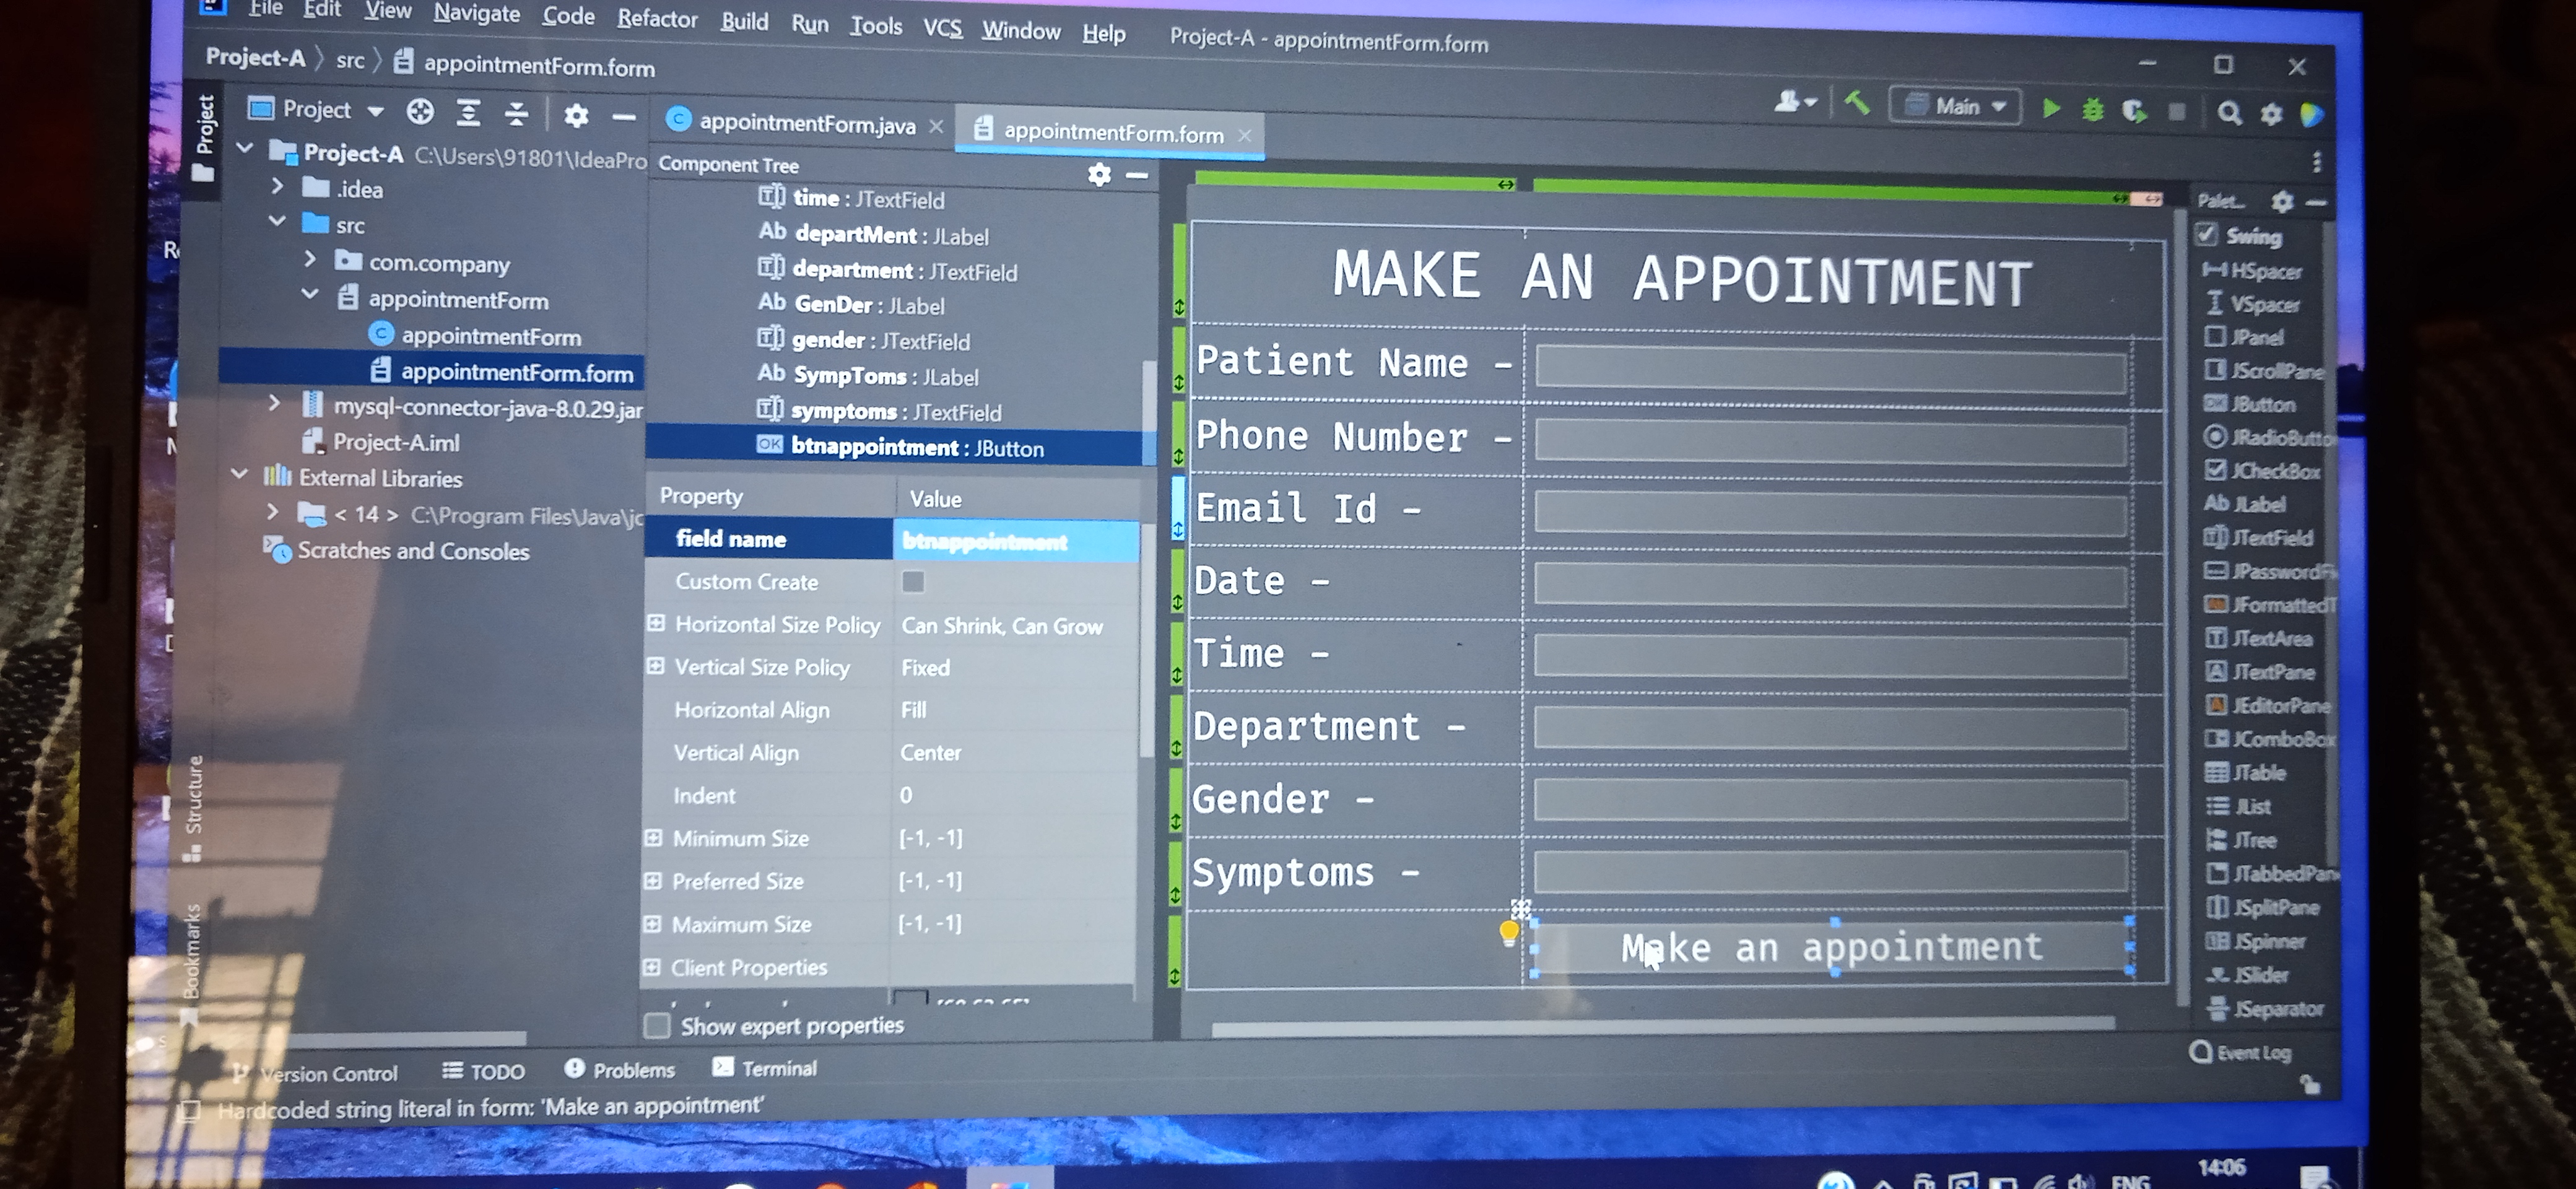 File Edit View Navigate Code Refactor Build Run Tools VCS Window Help Project-A - appointmentForm.form
Project-A src appointmentForm.form
Main
Project
Project
appointmentForm.java
appointmentForm.form
Project-A C:\Users\91801\IdeaPro
.idea
src
com.company
appointmentForm
appointmentForm
appointmentForm.form
mysql-connector-java-8.0.29.jar
Project-A.iml
External Libraries
< 14 > C:\Program Files\Java\jc
Scratches and Consoles
Structure
Bookmarks
Component Tree
time : JTextField
Ab departMent : JLabel
department : JTextField
Ab GenDer : JLabel
gender : JTextField
Ab SympToms : JLabel
symptoms : JTextField
OK btnappointment : JButton
Property Value
field name btnappointment
Custom Create
Horizontal Size Policy Can Shrink, Can Grow
Vertical Size Policy Fixed
Horizontal Align Fill
Vertical Align Center
Indent 0
Minimum Size [-1, -1]
Preferred Size [-1, -1]
Maximum Size [-1, -1]
Client Properties
Show expert properties
MAKE AN APPOINTMENT
Patient Name -
Phone Number -
Email Id -
Date -
Time -
Department -
Gender -
Symptoms -
Make an appointment
Palet...
Swing
HSpacer
VSpacer
JPanel
JScrollPane
JButton
JRadioButto
JCheckBox
Ab JLabel
JTextField
JPasswordFi
JFormattedT
JTextArea
JTextPane
JEditorPane
JComboBox
JTable
JList
JTree
JTabbedPan
JSplitPane
JSpinner
JSlider
JSeparator
Event Log
Version Control TODO Problems Terminal
Hardcoded string literal in form: 'Make an appointment'
ENG
14:06